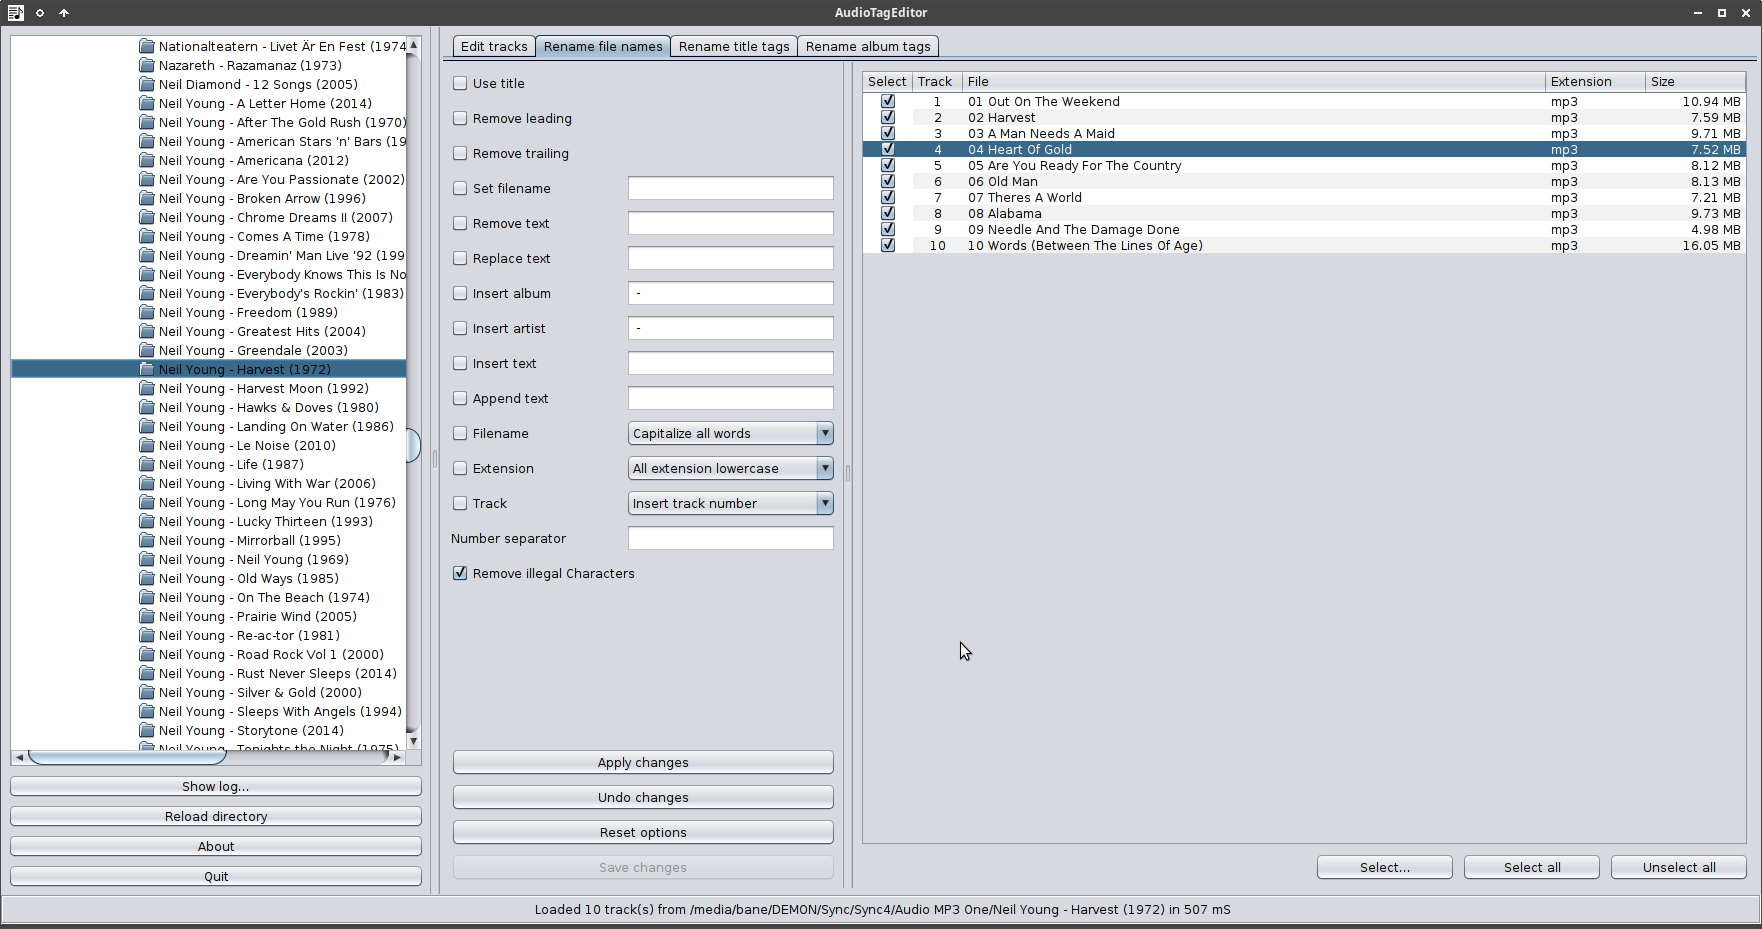 AudioTagEditor
Nationalteatern - Livet Är En Fest (1974
Nazareth - Razamanaz (1973)
Neil Diamond - 12 Songs (2005)
Neil Young - A Letter Home (2014)
Neil Young - After The Gold Rush (1970)
Neil Young - American Stars 'n' Bars (19
Neil Young - Americana (2012)
Neil Young - Are You Passionate (2002)
Neil Young - Broken Arrow (1996)
Neil Young - Chrome Dreams II (2007)
Neil Young - Comes A Time (1978)
Neil Young - Dreamin' Man Live '92 (199
Neil Young - Everybody Knows This Is No
Neil Young - Everybody's Rockin' (1983)
Neil Young - Freedom (1989)
Neil Young - Greatest Hits (2004)
Neil Young - Greendale (2003)
Neil Young - Harvest (1972)
Neil Young - Harvest Moon (1992)
Neil Young - Hawks & Doves (1980)
Neil Young - Landing On Water (1986)
Neil Young - Le Noise (2010)
Neil Young - Life (1987)
Neil Young - Living With War (2006)
Neil Young - Long May You Run (1976)
Neil Young - Lucky Thirteen (1993)
Neil Young - Mirrorball (1995)
Neil Young - Neil Young (1969)
Neil Young - Old Ways (1985)
Neil Young - On The Beach (1974)
Neil Young - Prairie Wind (2005)
Neil Young - Re-ac-tor (1981)
Neil Young - Road Rock Vol 1 (2000)
Neil Young - Rust Never Sleeps (2014)
Neil Young - Silver & Gold (2000)
Neil Young - Sleeps With Angels (1994)
Neil Young - Storytone (2014)
Neil Young - Tonights the Night (1975)
Show log...
Reload directory
About
Quit
Edit tracks Rename file names Rename title tags Rename album tags
Use title
Remove leading
Remove trailing
Set filename
Remove text
Replace text
Insert album -
Insert artist -
Insert text
Append text
Filename Capitalize all words
Extension All extension lowercase
Track Insert track number
Number separator
Remove illegal Characters
Apply changes
Undo changes
Reset options
Save changes
Select Track File Extension Size
1 01 Out On The Weekend mp3 10.94 MB
2 02 Harvest mp3 7.59 MB
3 03 A Man Needs A Maid mp3 9.71 MB
4 04 Heart Of Gold mp3 7.52 MB
5 05 Are You Ready For The Country mp3 8.12 MB
6 06 Old Man mp3 8.13 MB
7 07 Theres A World mp3 7.21 MB
8 08 Alabama mp3 9.73 MB
9 09 Needle And The Damage Done mp3 4.98 MB
10 10 Words (Between The Lines Of Age) mp3 16.05 MB
Select... Select all Unselect all
Loaded 10 track(s) from /media/bane/DEMON/Sync/Sync4/Audio MP3 One/Neil Young - Harvest (1972) in 507 mS